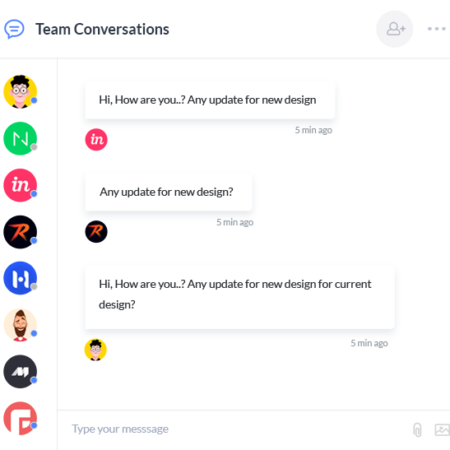 Team Conversations
Hi, How are you..? Any update for new design
5 min ago
in
in
Any update for new design?
5 min ago
Hi, How are you..? Any update for new design for current
design?
5 min ago
Type your messsage